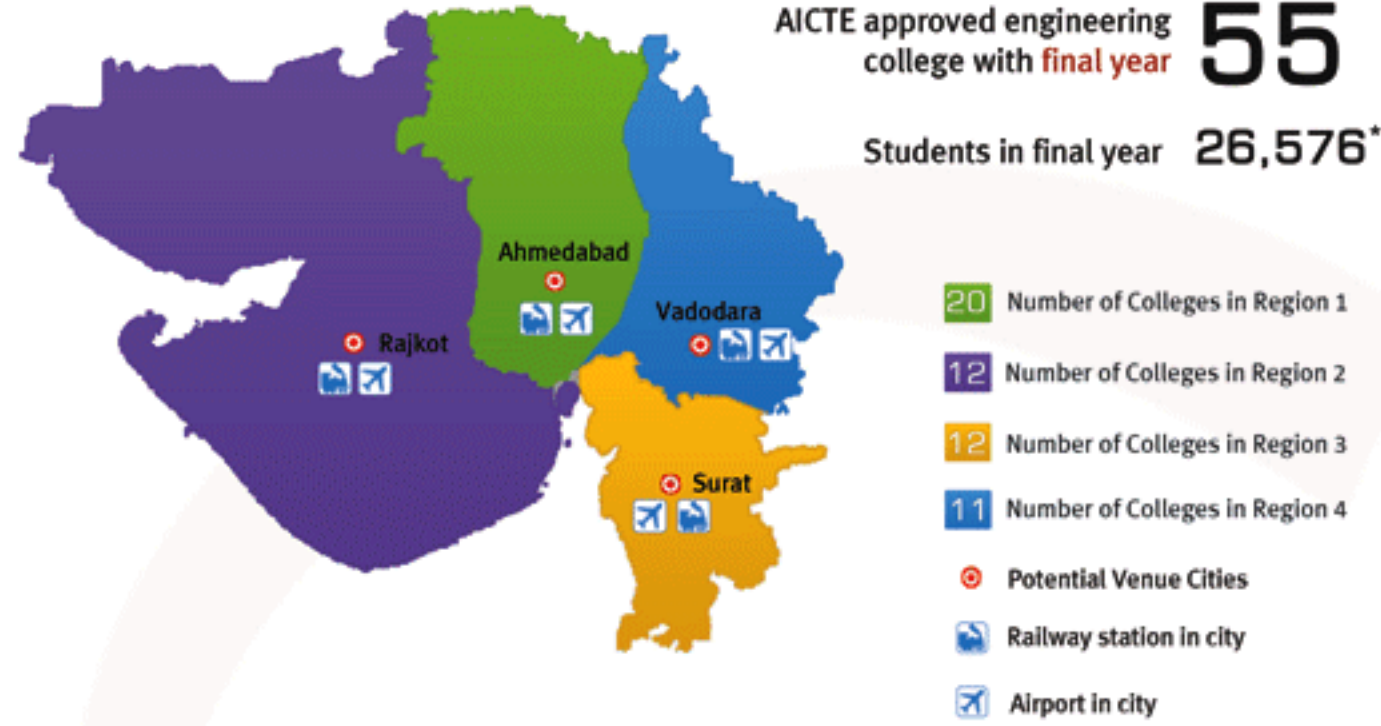 AICTE approved engineering
college with final year
55
Students in final year 26,576*
Ahmedabad
Vadodara
Rajkot
Surat
20 Number of Colleges in Region 1
12 Number of Colleges in Region 2
12 Number of Colleges in Region 3
11 Number of Colleges in Region 4
Potential Venue Cities
Railway station in city
Airport in city